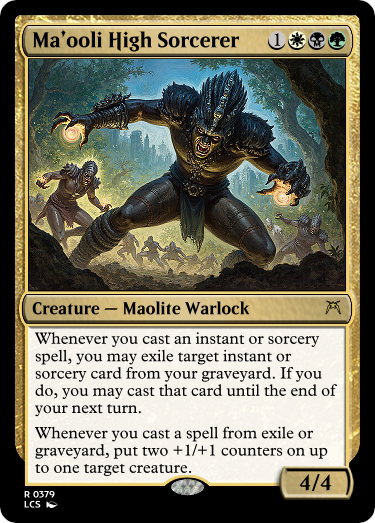 Ma'ooli High Sorcerer 1
Creature — Maolite Warlock
Whenever you cast an instant or sorcery
spell, you may exile target instant or
sorcery card from your graveyard. If you
do, you may cast that card until the end of
your next turn.
Whenever you cast a spell from exile or
graveyard, put two +1/+1 counters on up
to one target creature.
4/4
R 0379
LCS